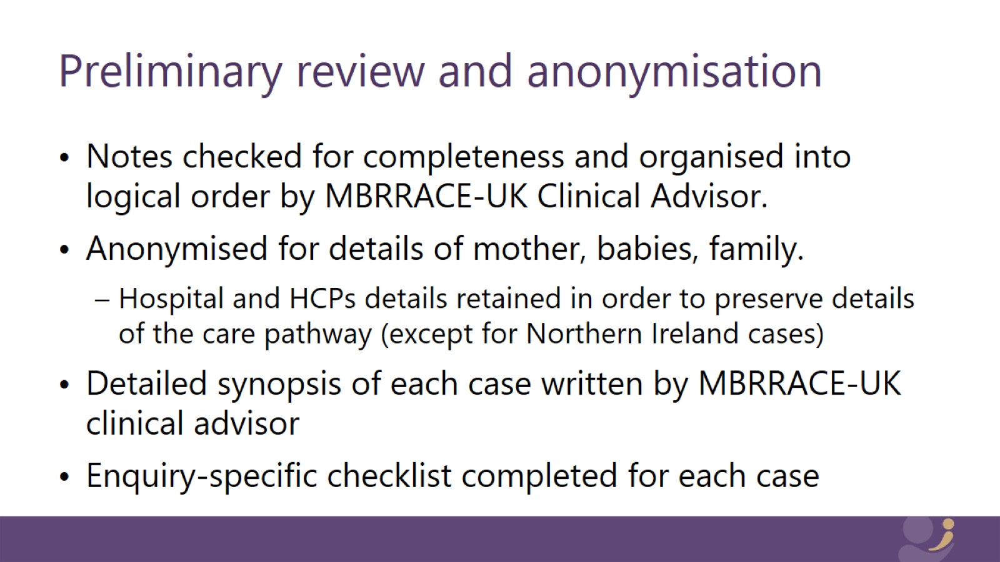 Preliminary review and anonymisation
• Notes checked for completeness and organised into
logical order by MBRRACE-UK Clinical Advisor.
• Anonymised for details of mother, babies, family.
– Hospital and HCPs details retained in order to preserve details
of the care pathway (except for Northern Ireland cases)
• Detailed synopsis of each case written by MBRRACE-UK
clinical advisor
• Enquiry-specific checklist completed for each case